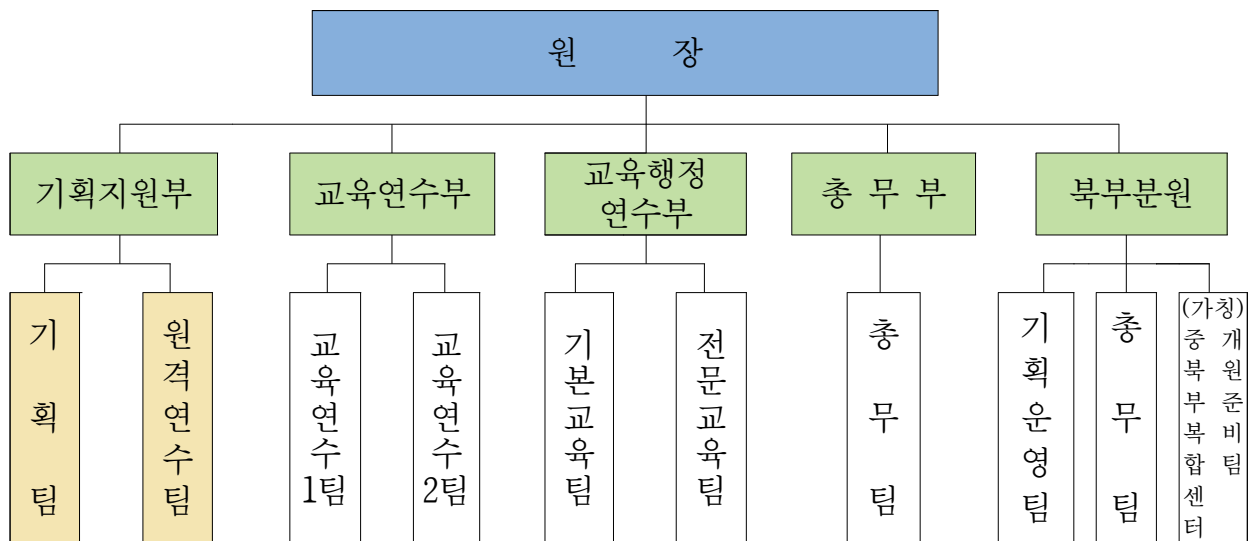 원 장
기획지원부
교육연수부
교육행정
연수부
총 무 부
북부분원
기획팀
원격연수팀
교육연수1팀
교육연수2팀
기본교육팀
전문교육팀
총무팀
기획운영팀
총무팀
(가칭)
중북부복합센터
개원준비팀